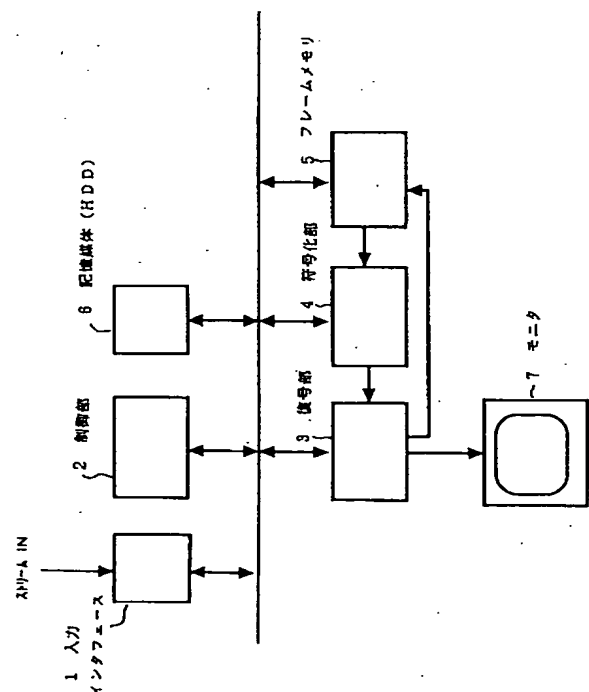 ストリーム IN
1 入力
インタフェース
2 制御部
6 記憶媒体 (HDD)
3 復号部
4 符号化部
5 フレームメモリ
7 モニタ